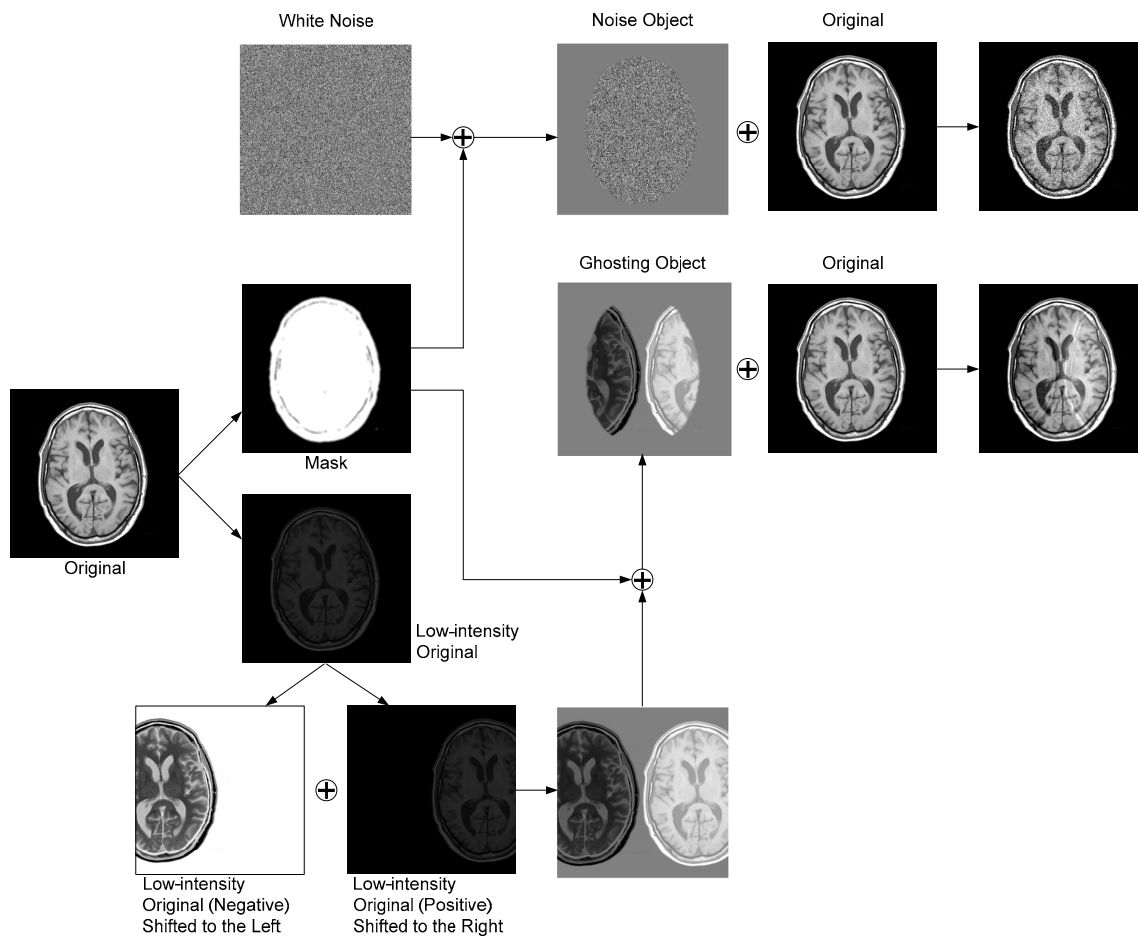 White Noise
Noise Object
Original
Ghosting Object
Original
Mask
Original
Low-intensity
Original
Low-intensity
Original (Negative)
Shifted to the Left
Low-intensity
Original (Positive)
Shifted to the Right